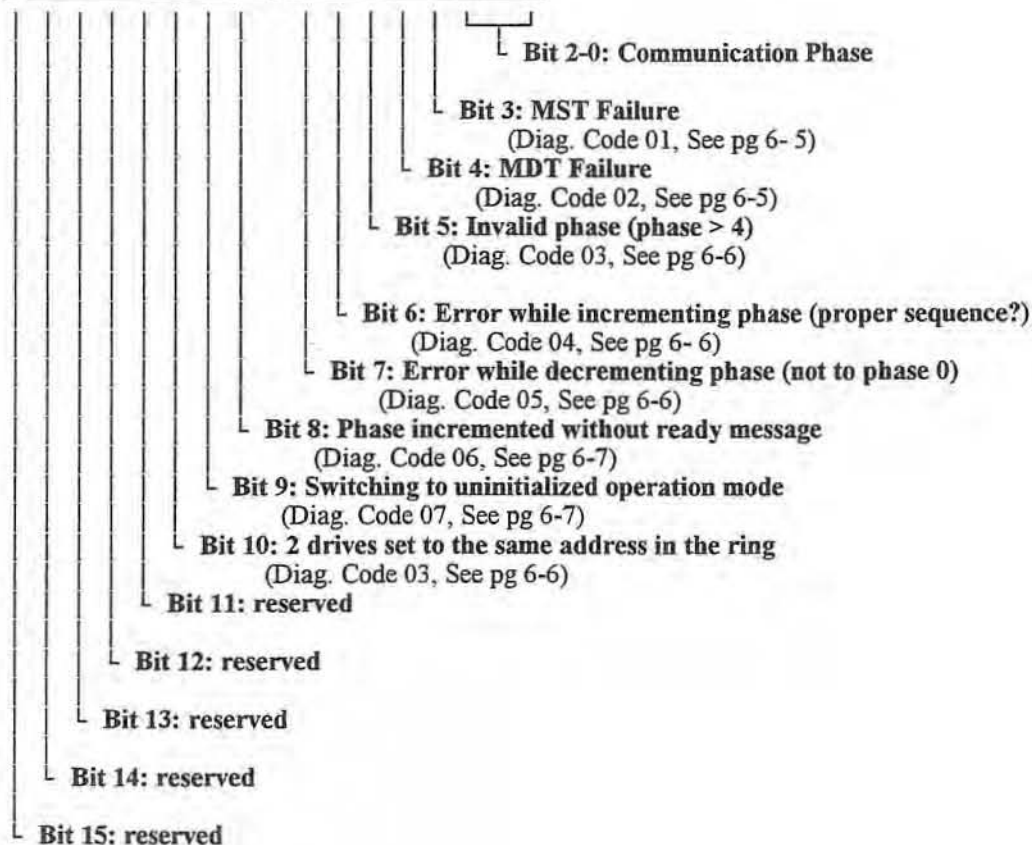 Bit 2-0: Communication Phase
Bit 3: MST Failure
(Diag. Code 01, See pg 6- 5)
Bit 4: MDT Failure
(Diag. Code 02, See pg 6-5)
Bit 5: Invalid phase (phase > 4)
(Diag. Code 03, See pg 6-6)
Bit 6: Error while incrementing phase (proper sequence?)
(Diag. Code 04, See pg 6- 6)
Bit 7: Error while decrementing phase (not to phase 0)
(Diag. Code 05, See pg 6-6)
Bit 8: Phase incremented without ready message
(Diag. Code 06, See pg 6-7)
Bit 9: Switching to uninitialized operation mode
(Diag. Code 07, See pg 6-7)
Bit 10: 2 drives set to the same address in the ring
(Diag. Code 03, See pg 6-6)
Bit 11: reserved
Bit 12: reserved
Bit 13: reserved
Bit 14: reserved
Bit 15: reserved